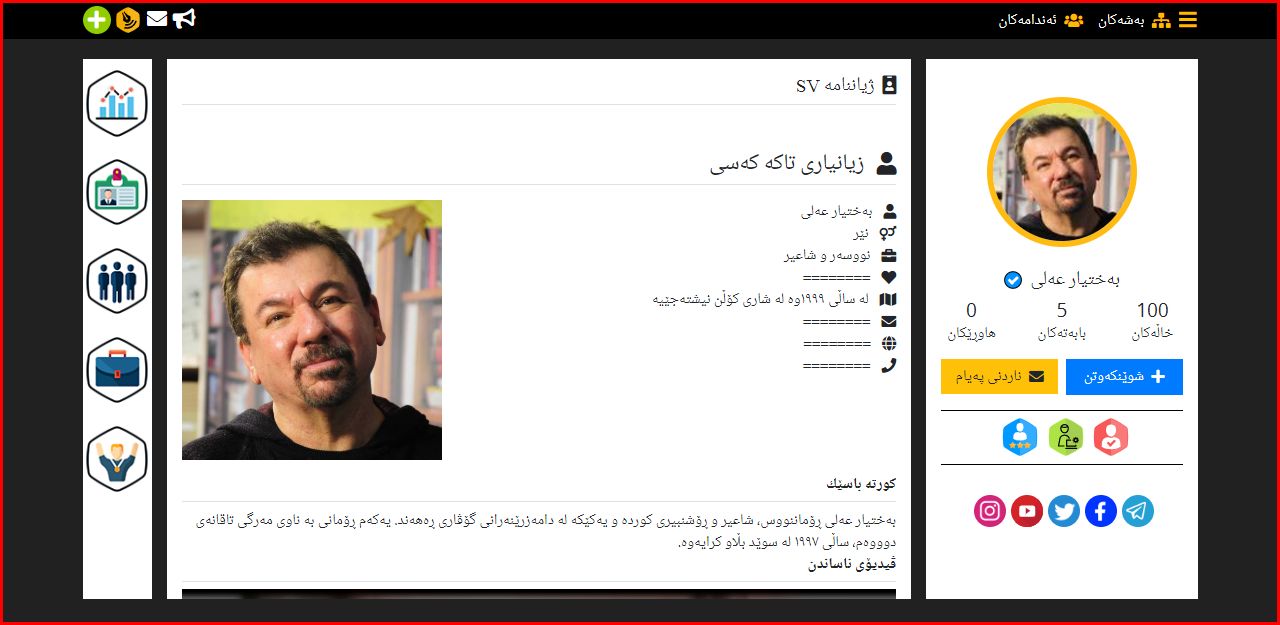 بەشەکان
ئەندامەکان
بەختیار عەلی
100
5
0
خاڵەکان
بابەتەکان
هاوڕێکان
شوێنکەوتن
ناردنی پەیام
ژیاننامە SV
زیانیاری تاکە کەسی
بەختیار عەلی
نێر
نووسەر و شاعیر
========
لە ساڵی ١٩٩٩وە لە شاری کۆڵن نیشتەجێیە
========
========
========
کورتە باسێك
بەختیار عەلی ڕۆماننووس، شاعیر و ڕۆشنبیری کوردە و یەکێکە لە دامەزرێنەرانی گۆڤاری ڕەهەند. یەکەم ڕۆمانی بە ناوی مەرگی تاقانەی
دوووەم، ساڵی ١٩٩٧ لە سوێد بڵاو کرایەوە.
ڤیدیۆی ناساندن